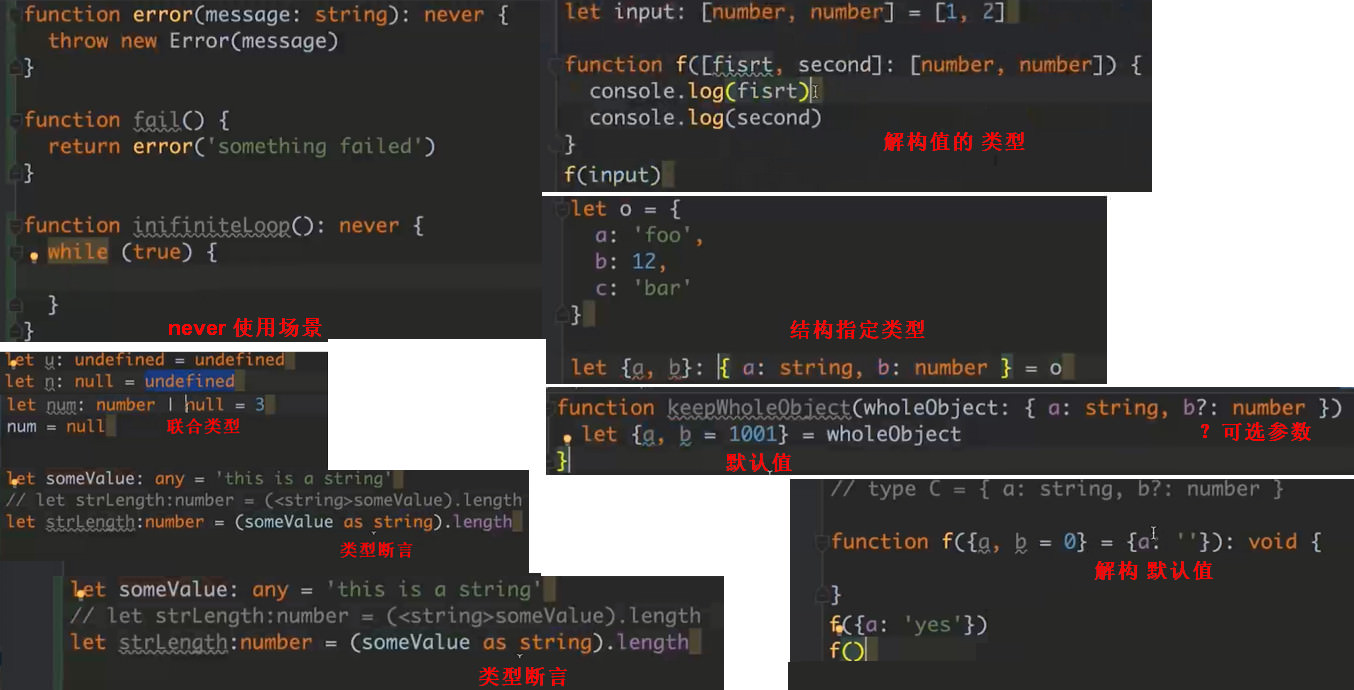 function error(message: string): never {
throw new Error(message)
}
function fail() {
return error('something failed')
}
function inifiniteLoop(): never {
while (true) {
}
}
never 使用场景
let u: undefined = undefined
let n: null = undefined
let num: number | null = 3
num = null
联合类型
let someValue: any = 'this is a string'
// let strLength:number = (<string>someValue).length
let strLength:number = (someValue as string).length
类型断言
let someValue: any = 'this is a string'
// let strLength:number = (<string>someValue).length
let strLength:number = (someValue as string).length
类型断言
let input: [number, number] = [1, 2]
function f([fisrt, second]: [number, number]) {
console.log(fisrt)
console.log(second)
}
f(input)
解构值的 类型
let o = {
a: 'foo',
b: 12,
c: 'bar'
}
结构指定类型
let {a, b}: { a: string, b: number } = o
function keepWholeObject(wholeObject: { a: string, b?: number })
let {a, b = 1001} = wholeObject
}
? 可选参数
默认值
// type C = { a: string, b?: number }
function f({a, b = 0} = {a: ''}): void {
解构 默认值
}
f({a: 'yes'})
f()